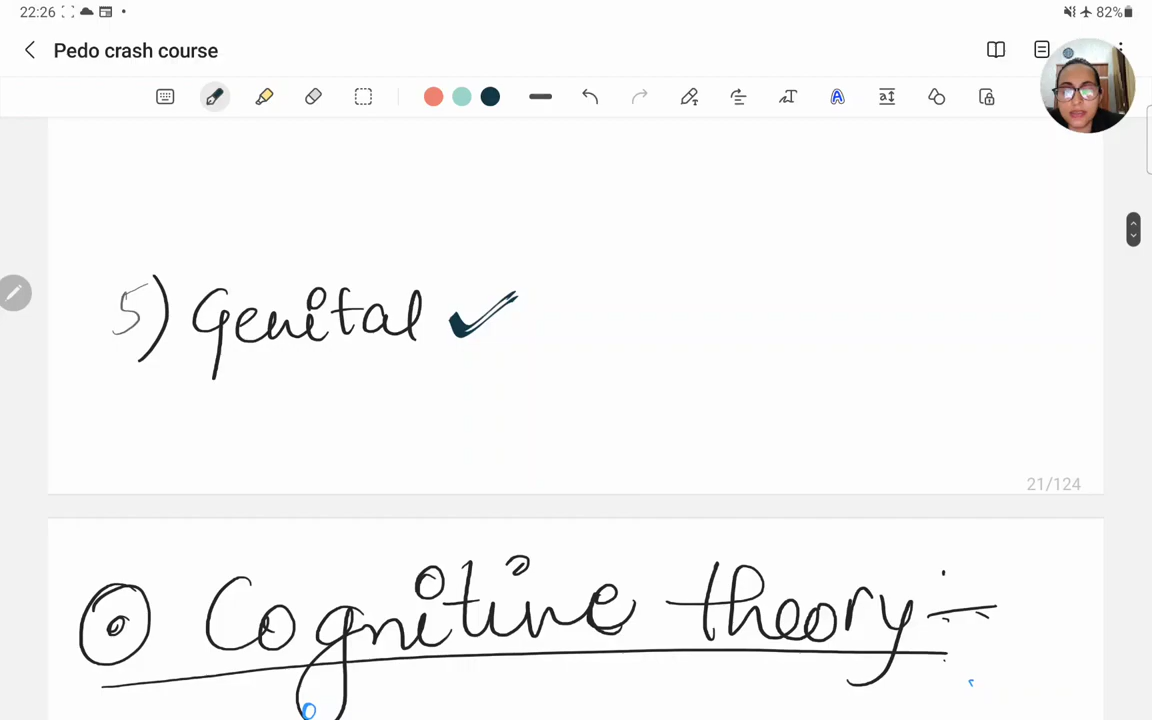 22:26
82%
Pedo crash course
5) Genital
21/124
Cognitive theory :-